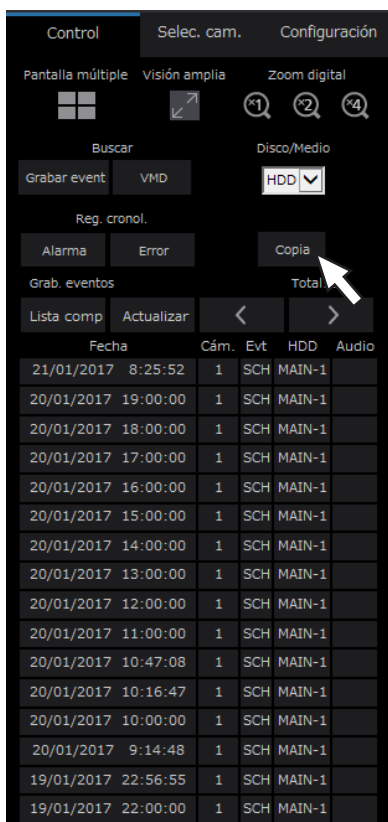 Control Selec. cam. Configuración
Pantalla múltiple Visión amplia Zoom digital
x1 x2 x4
Buscar Disco/Medio
Grabar event VMD HDD
Reg. cronol.
Alarma Error Copia
Grab. eventos Total
Lista comp Actualizar
Fecha Cám. Evt HDD Audio
21/01/2017 8:25:52 1 SCH MAIN-1
20/01/2017 19:00:00 1 SCH MAIN-1
20/01/2017 18:00:00 1 SCH MAIN-1
20/01/2017 17:00:00 1 SCH MAIN-1
20/01/2017 16:00:00 1 SCH MAIN-1
20/01/2017 15:00:00 1 SCH MAIN-1
20/01/2017 14:00:00 1 SCH MAIN-1
20/01/2017 13:00:00 1 SCH MAIN-1
20/01/2017 12:00:00 1 SCH MAIN-1
20/01/2017 11:00:00 1 SCH MAIN-1
20/01/2017 10:47:08 1 SCH MAIN-1
20/01/2017 10:16:47 1 SCH MAIN-1
20/01/2017 10:00:00 1 SCH MAIN-1
20/01/2017 9:14:48 1 SCH MAIN-1
19/01/2017 22:56:55 1 SCH MAIN-1
19/01/2017 22:00:00 1 SCH MAIN-1